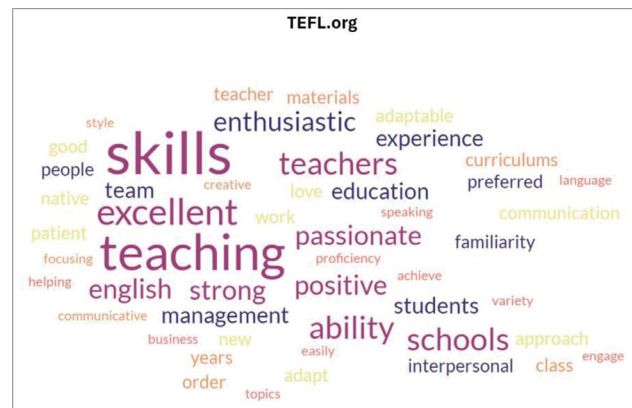 TEFL.org
teacher materials
enthusiastic adaptable
style
good skills teachers experience curriculums
people team creative love education preferred language
native excellent work speaking communication
patient teaching passionate familiarity
focusing proficiency
helping english strong positive achieve
communicative management students variety
business new ability schools approach
years easily interpersonal class engage
order adapt
topics